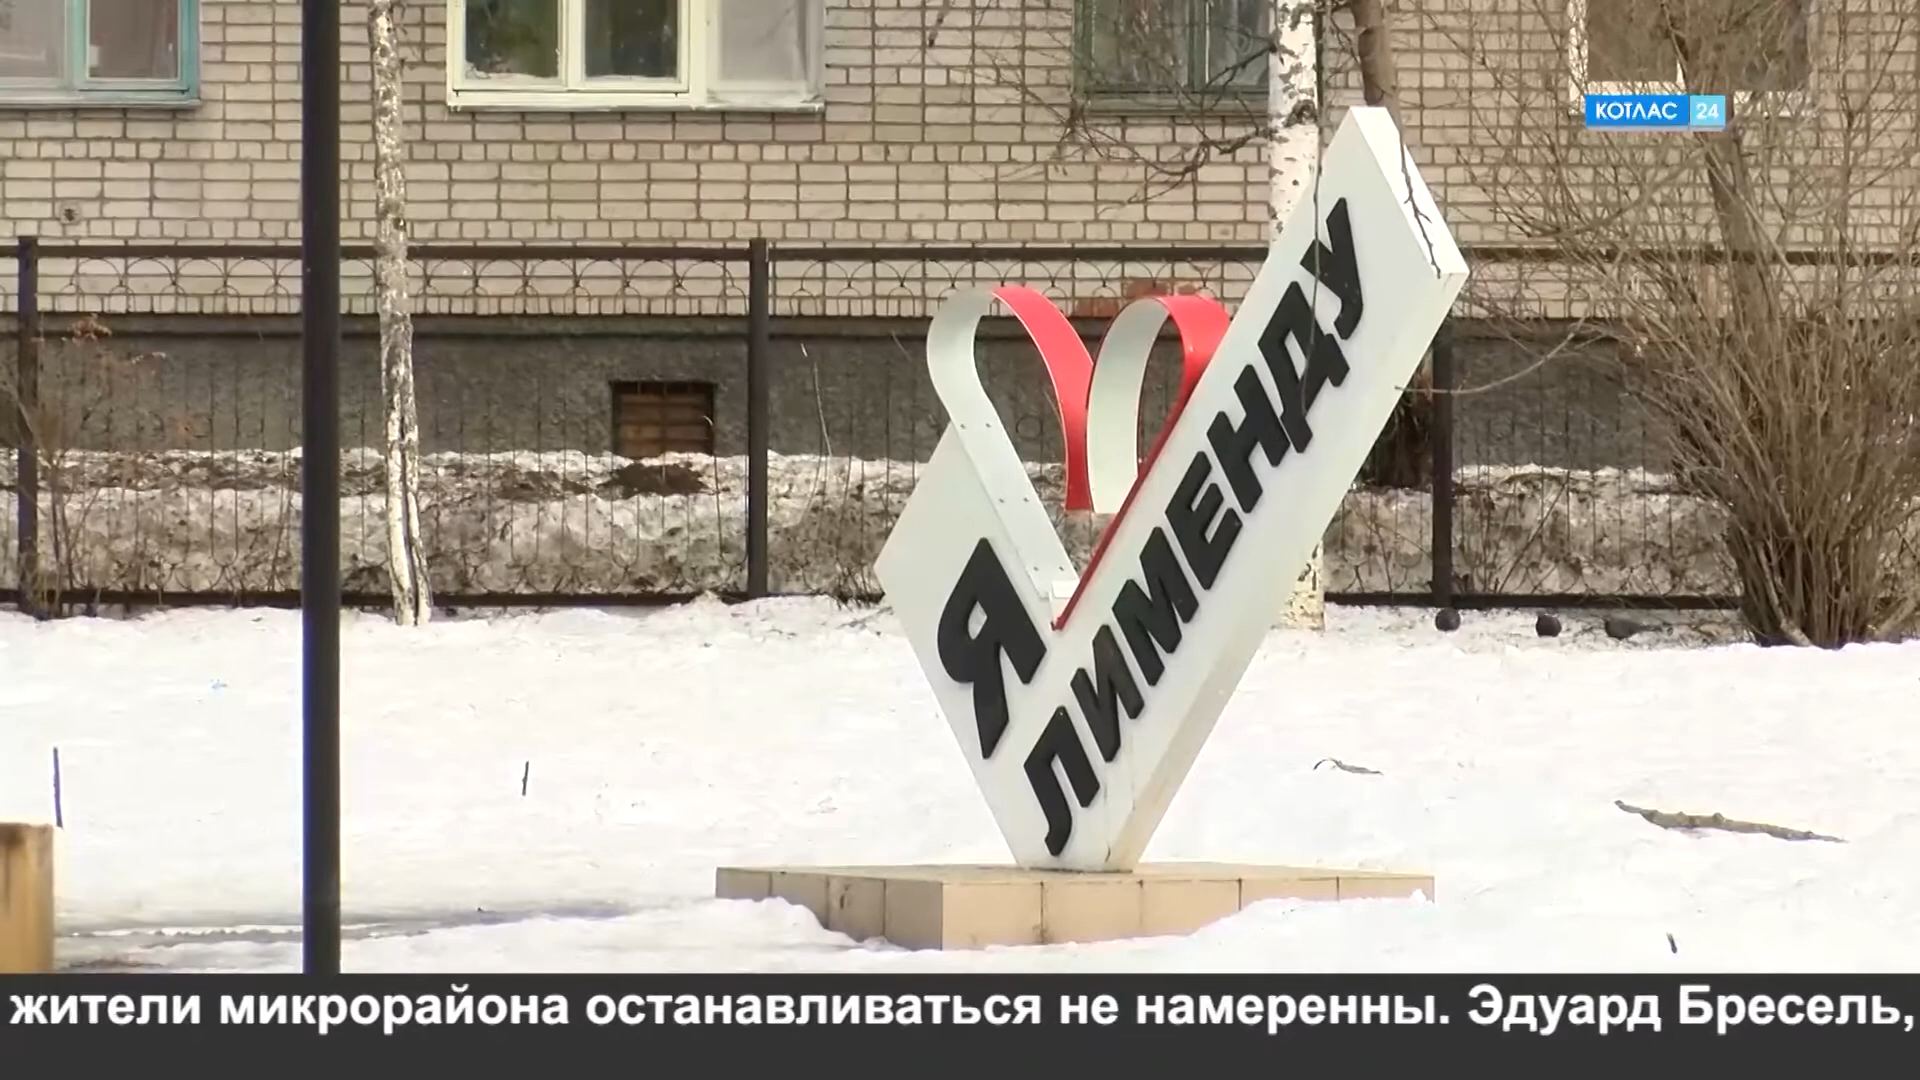 КОТЛАС 24
Я
ЛИМЕНДУ
жители микрорайона останавливаться не намеренны. Эдуард Бресель,